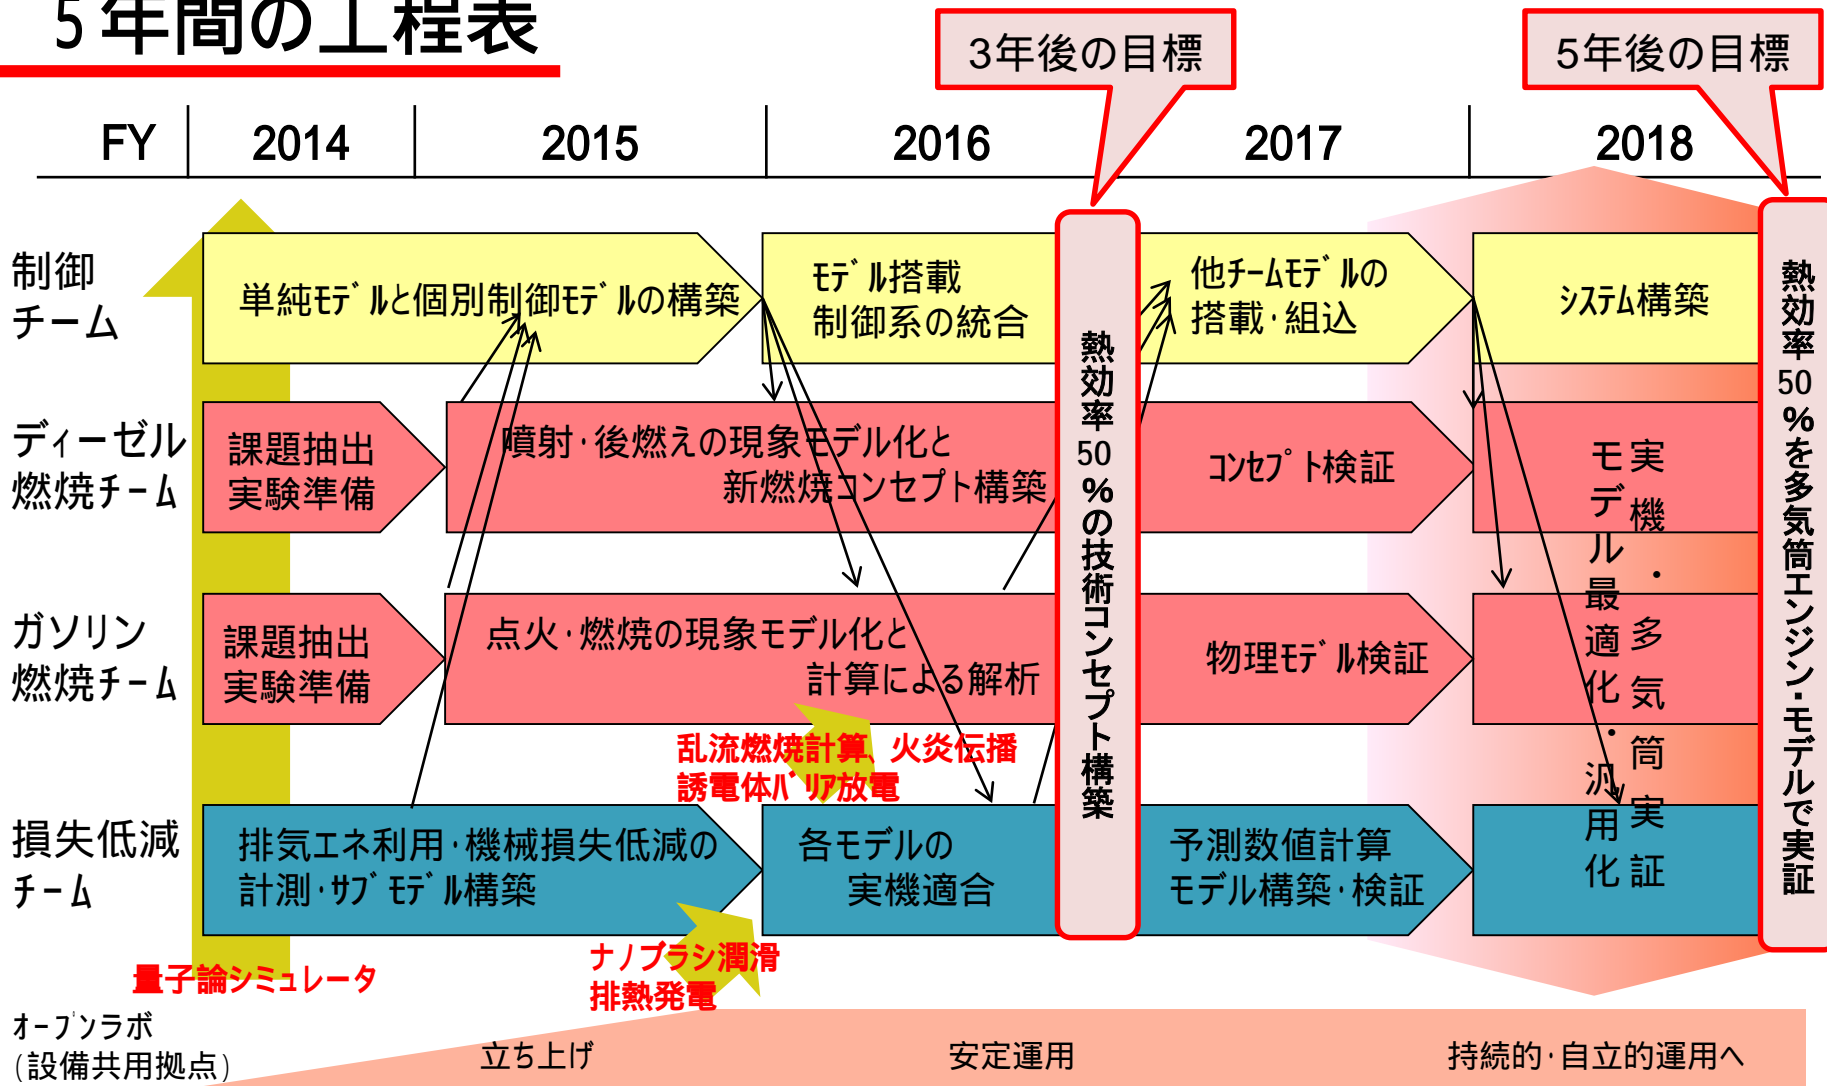 5年間の工程表
3年後の目標
5年後の目標
FY
2014
2015
2016
2017
2018
制御
チーム
単純ﾓﾃﾞﾙと個別制御ﾓﾃﾞﾙの構築
ﾓﾃﾞﾙ搭載
制御系の統合
他ﾁｰﾑﾓﾃﾞﾙの
搭載･組込
ｼｽﾃﾑ構築
ディーゼル
燃焼チーム
課題抽出
実験準備
噴射･後燃えの現象モデル化と
新燃焼コンセプト構築
ｺﾝｾﾌﾟﾄ検証
ガソリン
燃焼チーム
課題抽出
実験準備
点火･燃焼の現象モデル化と
計算による解析
物理ﾓﾃﾞﾙ検証
乱流燃焼計算、火炎伝播
誘電体ﾊﾞﾘｱ放電
損失低減
チーム
排気エネ利用･機械損失低減の
計測･ｻﾌﾞﾓﾃﾞﾙ構築
各モデルの
実機適合
予測数値計算
モデル構築･検証
実機・多気筒実証
モデル最適化・汎用化
熱効率50%の技術コンセプト構築
熱効率50%を多気筒エンジン・モデルで実証
量子論シミュレータ
ナノブラシ潤滑
排熱発電
オープンラボ
(設備共用拠点)
立ち上げ
安定運用
持続的･自立的運用へ